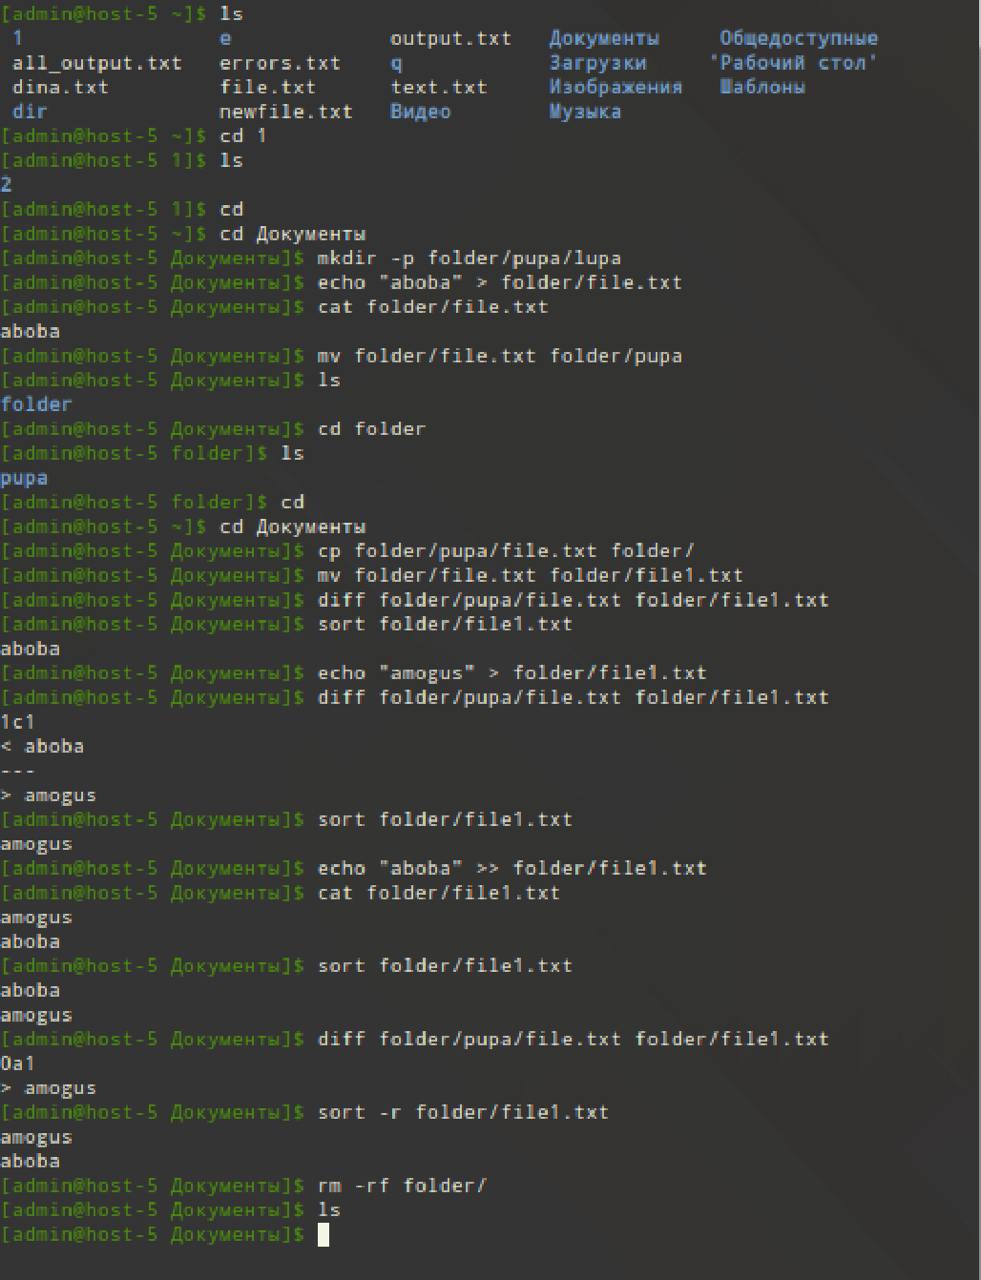 [admin@host-5 ~]$ ls
1 e output.txt Документы Общедоступные
all_output.txt errors.txt q Загрузки 'Рабочий стол'
dina.txt file.txt text.txt Изображения Шаблоны
dir newfile.txt Видео Музыка
[admin@host-5 ~]$ cd 1
[admin@host-5 1]$ ls
2
[admin@host-5 1]$ cd
[admin@host-5 ~]$ cd Документы
[admin@host-5 Документы]$ mkdir -p folder/pupa/lupa
[admin@host-5 Документы]$ echo "aboba" > folder/file.txt
[admin@host-5 Документы]$ cat folder/file.txt
aboba
[admin@host-5 Документы]$ mv folder/file.txt folder/pupa
[admin@host-5 Документы]$ ls
folder
[admin@host-5 Документы]$ cd folder
[admin@host-5 folder]$ ls
pupa
[admin@host-5 folder]$ cd
[admin@host-5 ~]$ cd Документы
[admin@host-5 Документы]$ cp folder/pupa/file.txt folder/
[admin@host-5 Документы]$ mv folder/file.txt folder/file1.txt
[admin@host-5 Документы]$ diff folder/pupa/file.txt folder/file1.txt
[admin@host-5 Документы]$ sort folder/file1.txt
aboba
[admin@host-5 Документы]$ echo "amogus" > folder/file1.txt
[admin@host-5 Документы]$ diff folder/pupa/file.txt folder/file1.txt
1c1
< aboba
---
> amogus
[admin@host-5 Документы]$ sort folder/file1.txt
amogus
[admin@host-5 Документы]$ echo "aboba" >> folder/file1.txt
[admin@host-5 Документы]$ cat folder/file1.txt
amogus
aboba
[admin@host-5 Документы]$ sort folder/file1.txt
aboba
amogus
[admin@host-5 Документы]$ diff folder/pupa/file.txt folder/file1.txt
0a1
> amogus
[admin@host-5 Документы]$ sort -r folder/file1.txt
amogus
aboba
[admin@host-5 Документы]$ rm -rf folder/
[admin@host-5 Документы]$ ls
[admin@host-5 Документы]$